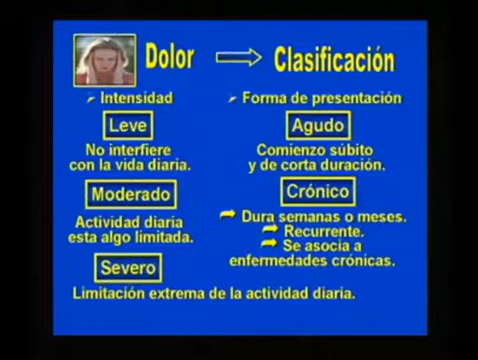 Dolor
Clasificación
Intensidad
Leve
No interfiere
con la vida diaria.
Moderado
Actividad diaria
esta algo limitada.
Severo
Limitación extrema de la actividad diaria.
Forma de presentación
Agudo
Comienzo súbito
y de corta duración.
Crónico
Dura semanas o meses.
Recurrente.
Se asocia a
enfermedades crónicas.